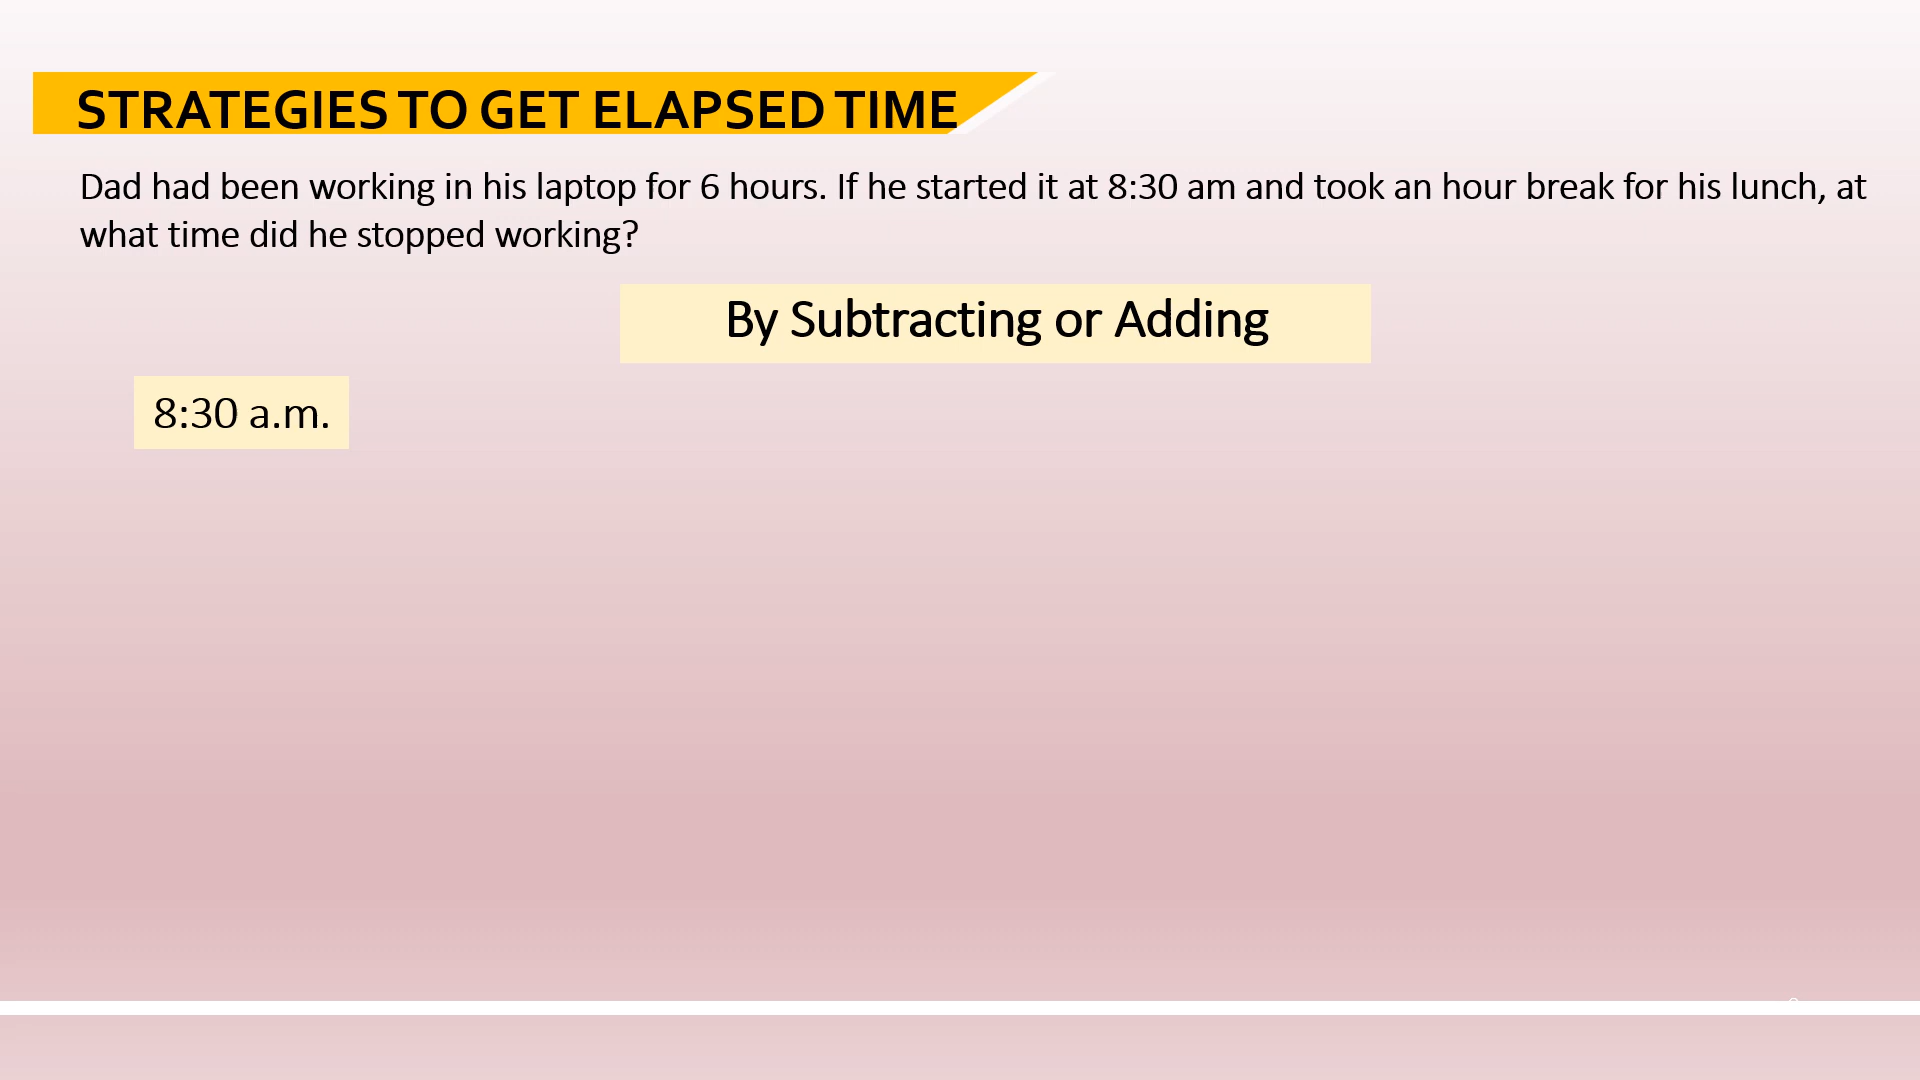 STRATEGIES TO GET ELAPSED TIME
Dad had been working in his laptop for 6 hours. If he started it at 8:30 am and took an hour break for his lunch, at
what time did he stopped working?
By Subtracting or Adding
8:30 a.m.